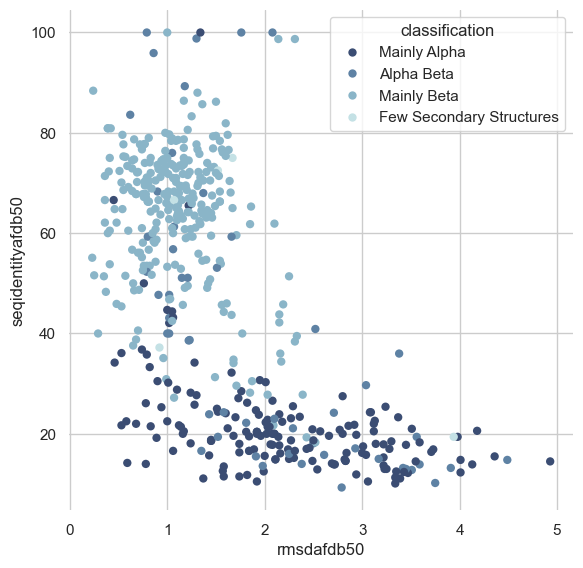 classification
Mainly Alpha
Alpha Beta
Mainly Beta
Few Secondary Structures
100
80
60
40
20
seqidentityafdb50
0
1
2
3
4
5
rmsdafdb50